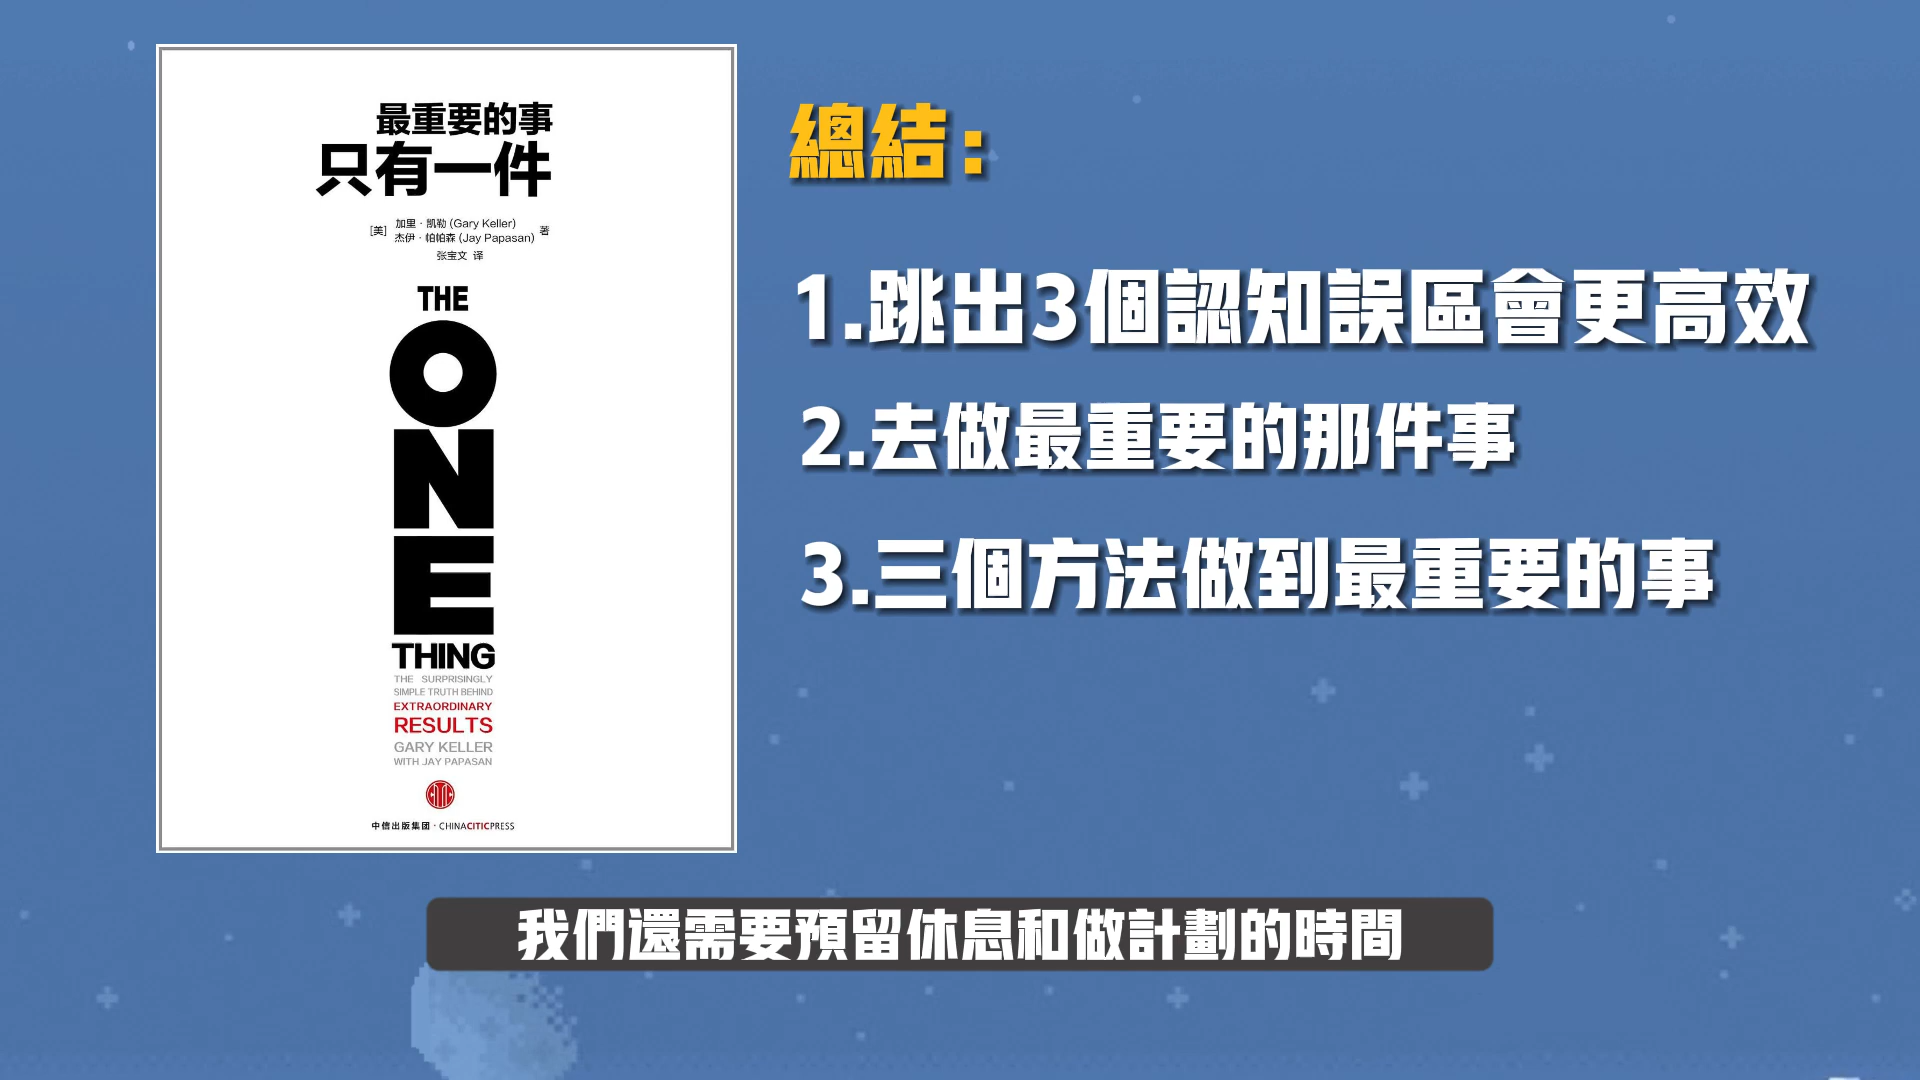 最重要的事
只有一件
[美] 加里·凯勒 (Gary Keller)
杰伊·帕帕森 (Jay Papasan) 著
张宝文 译
THE
ONE
THING
THE SURPRISINGLY
SIMPLE TRUTH BEHIND
EXTRAORDINARY
RESULTS
GARY KELLER
WITH JAY PAPASAN
中信出版集团·CHINACITICPRESS
總結：
1.跳出3個認知誤區會更高效
2.去做最重要的那件事
3.三個方法做到最重要的事
我們還需要預留休息和做計劃的時間